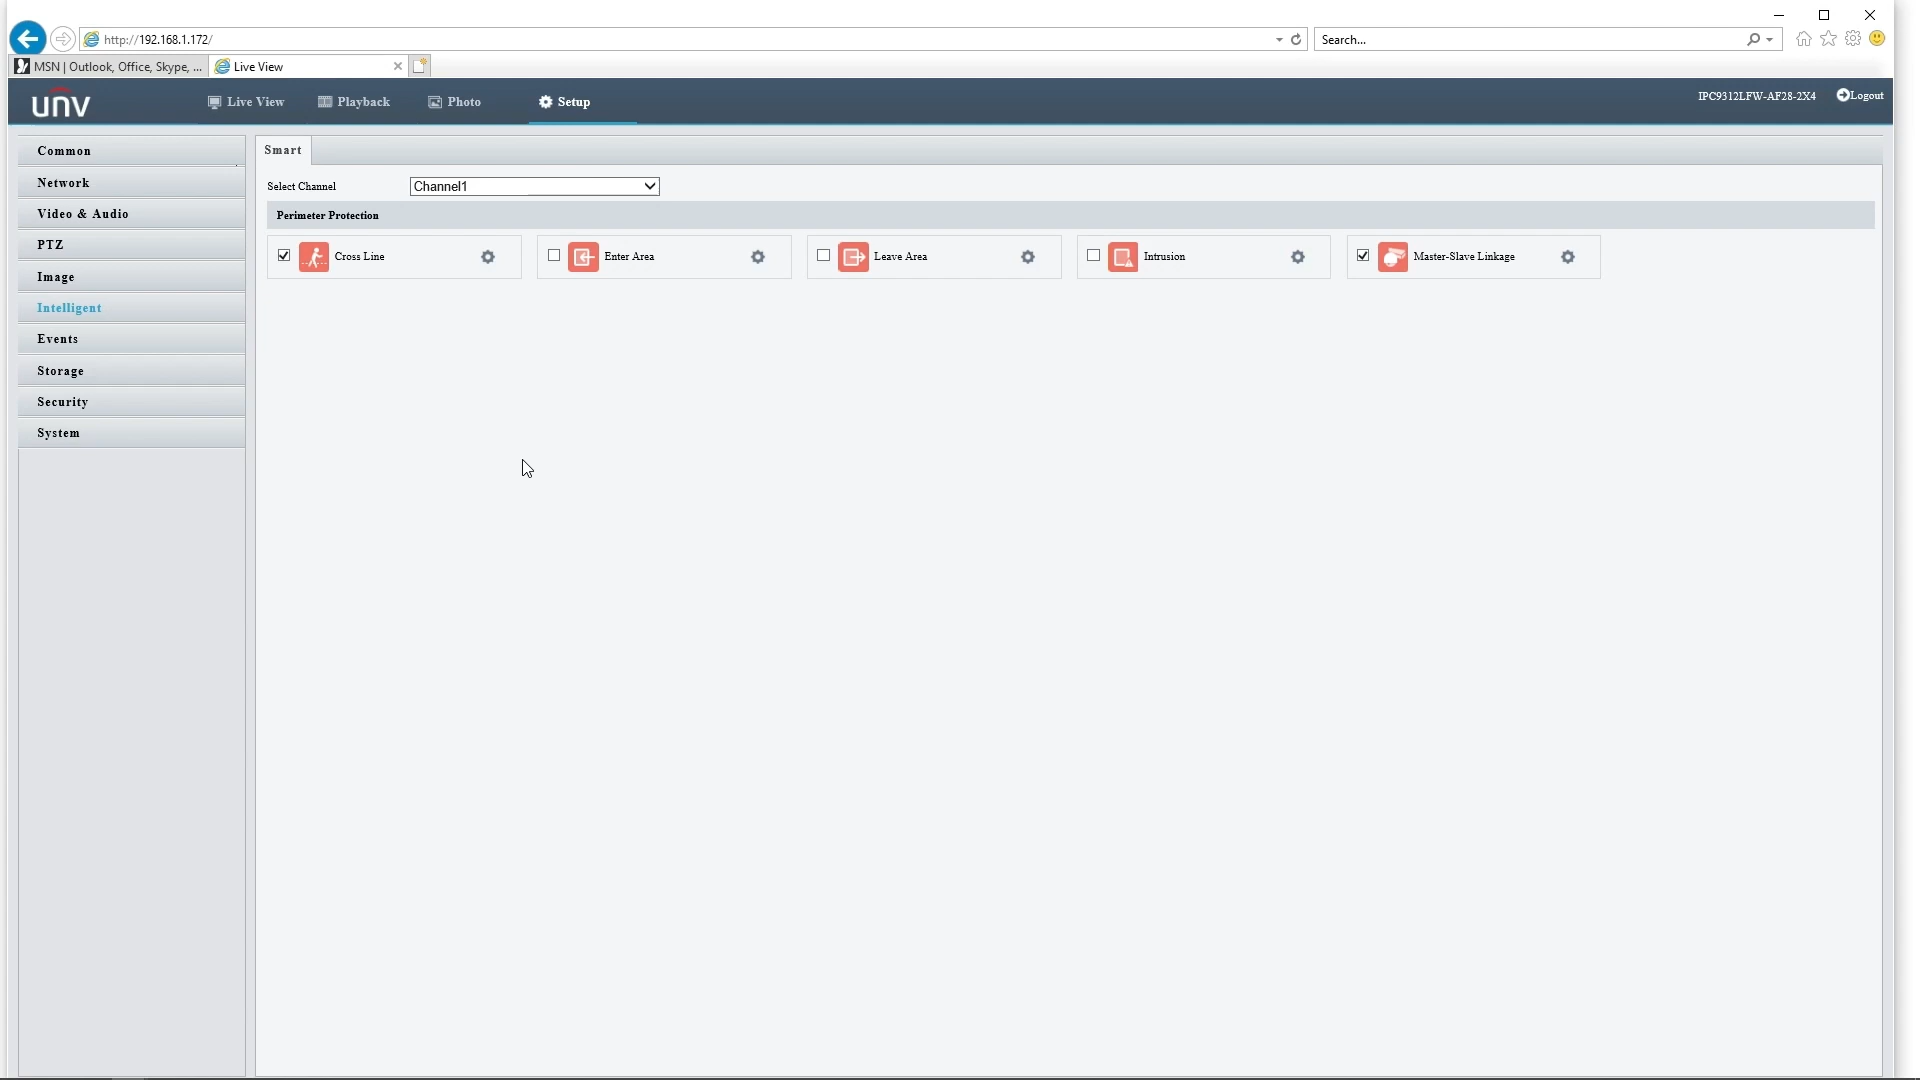 http://192.168.1.172/
Search...
MSN | Outlook, Office, Skype, ...
Live View
unv
Live View
Playback
Photo
Setup
IPC9312LFW-AF28-2X4
Logout
Common
Network
Video & Audio
PTZ
Image
Intelligent
Events
Storage
Security
System
Smart
Select Channel
Channel1
Perimeter Protection
Cross Line
Enter Area
Leave Area
Intrusion
Master-Slave Linkage